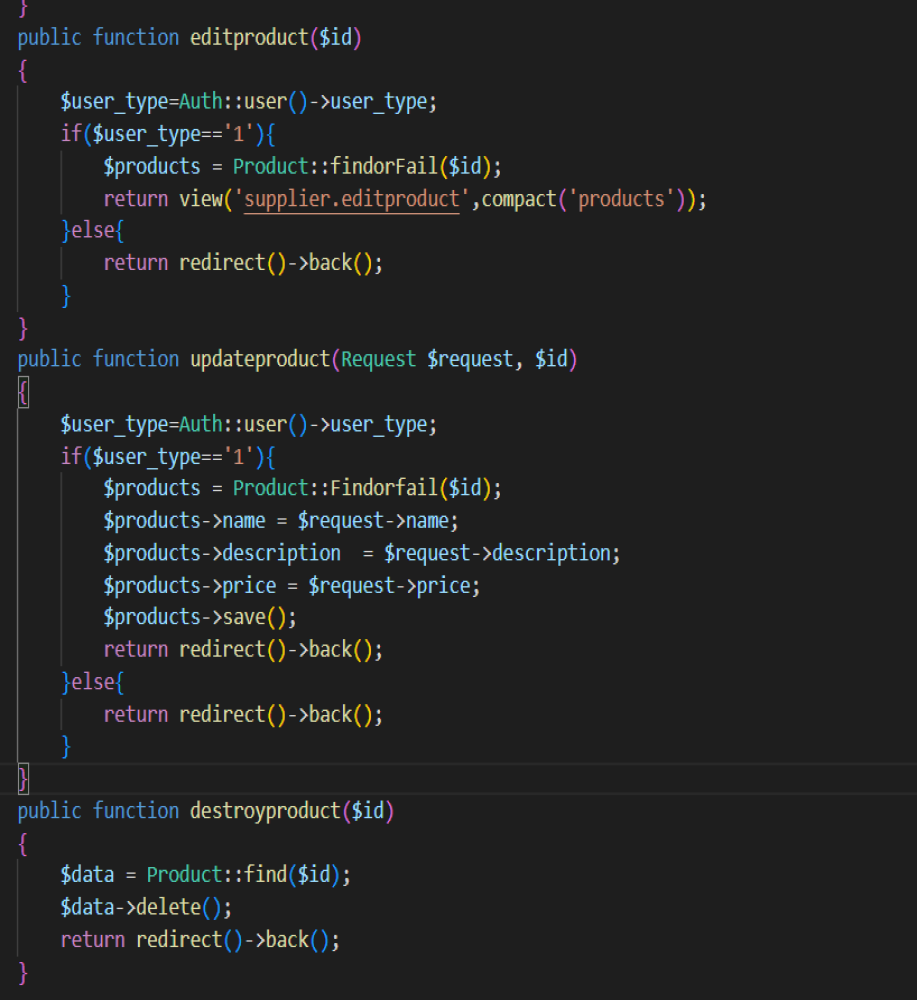 }
public function editproduct($id)
{
    $user_type=Auth::user()->user_type;
    if($user_type=='1'){
        $products = Product::findorFail($id);
        return view('supplier.editproduct',compact('products'));
    }else{
        return redirect()->back();
    }
}
public function updateproduct(Request $request, $id)
{
    $user_type=Auth::user()->user_type;
    if($user_type=='1'){
        $products = Product::Findorfail($id);
        $products->name = $request->name;
        $products->description  = $request->description;
        $products->price = $request->price;
        $products->save();
        return redirect()->back();
    }else{
        return redirect()->back();
    }
}
public function destroyproduct($id)
{
    $data = Product::find($id);
    $data->delete();
    return redirect()->back();
}